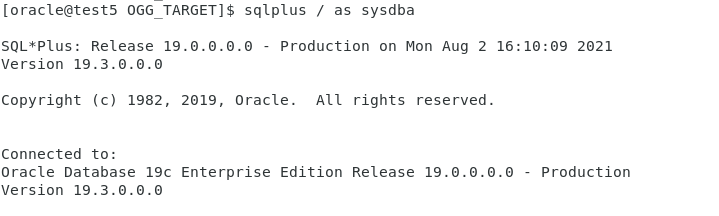 [oracle@test5 OGG_TARGET]$ sqlplus / as sysdba
SQL*Plus: Release 19.0.0.0.0 - Production on Mon Aug 2 16:10:09 2021
Version 19.3.0.0.0
Copyright (c) 1982, 2019, Oracle.  All rights reserved.
Connected to:
Oracle Database 19c Enterprise Edition Release 19.0.0.0.0 - Production
Version 19.3.0.0.0